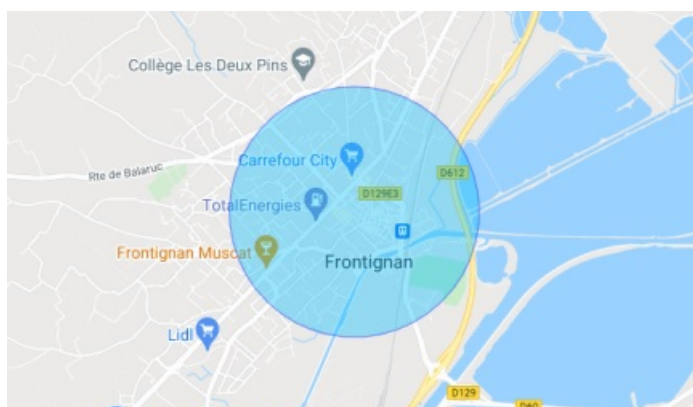 Collège Les Deux Pins
Carrefour City
Rte de Balaruc
D612
D129E3
TotalEnergies
Frontignan Muscat
Frontignan
Lidl
D129
D60